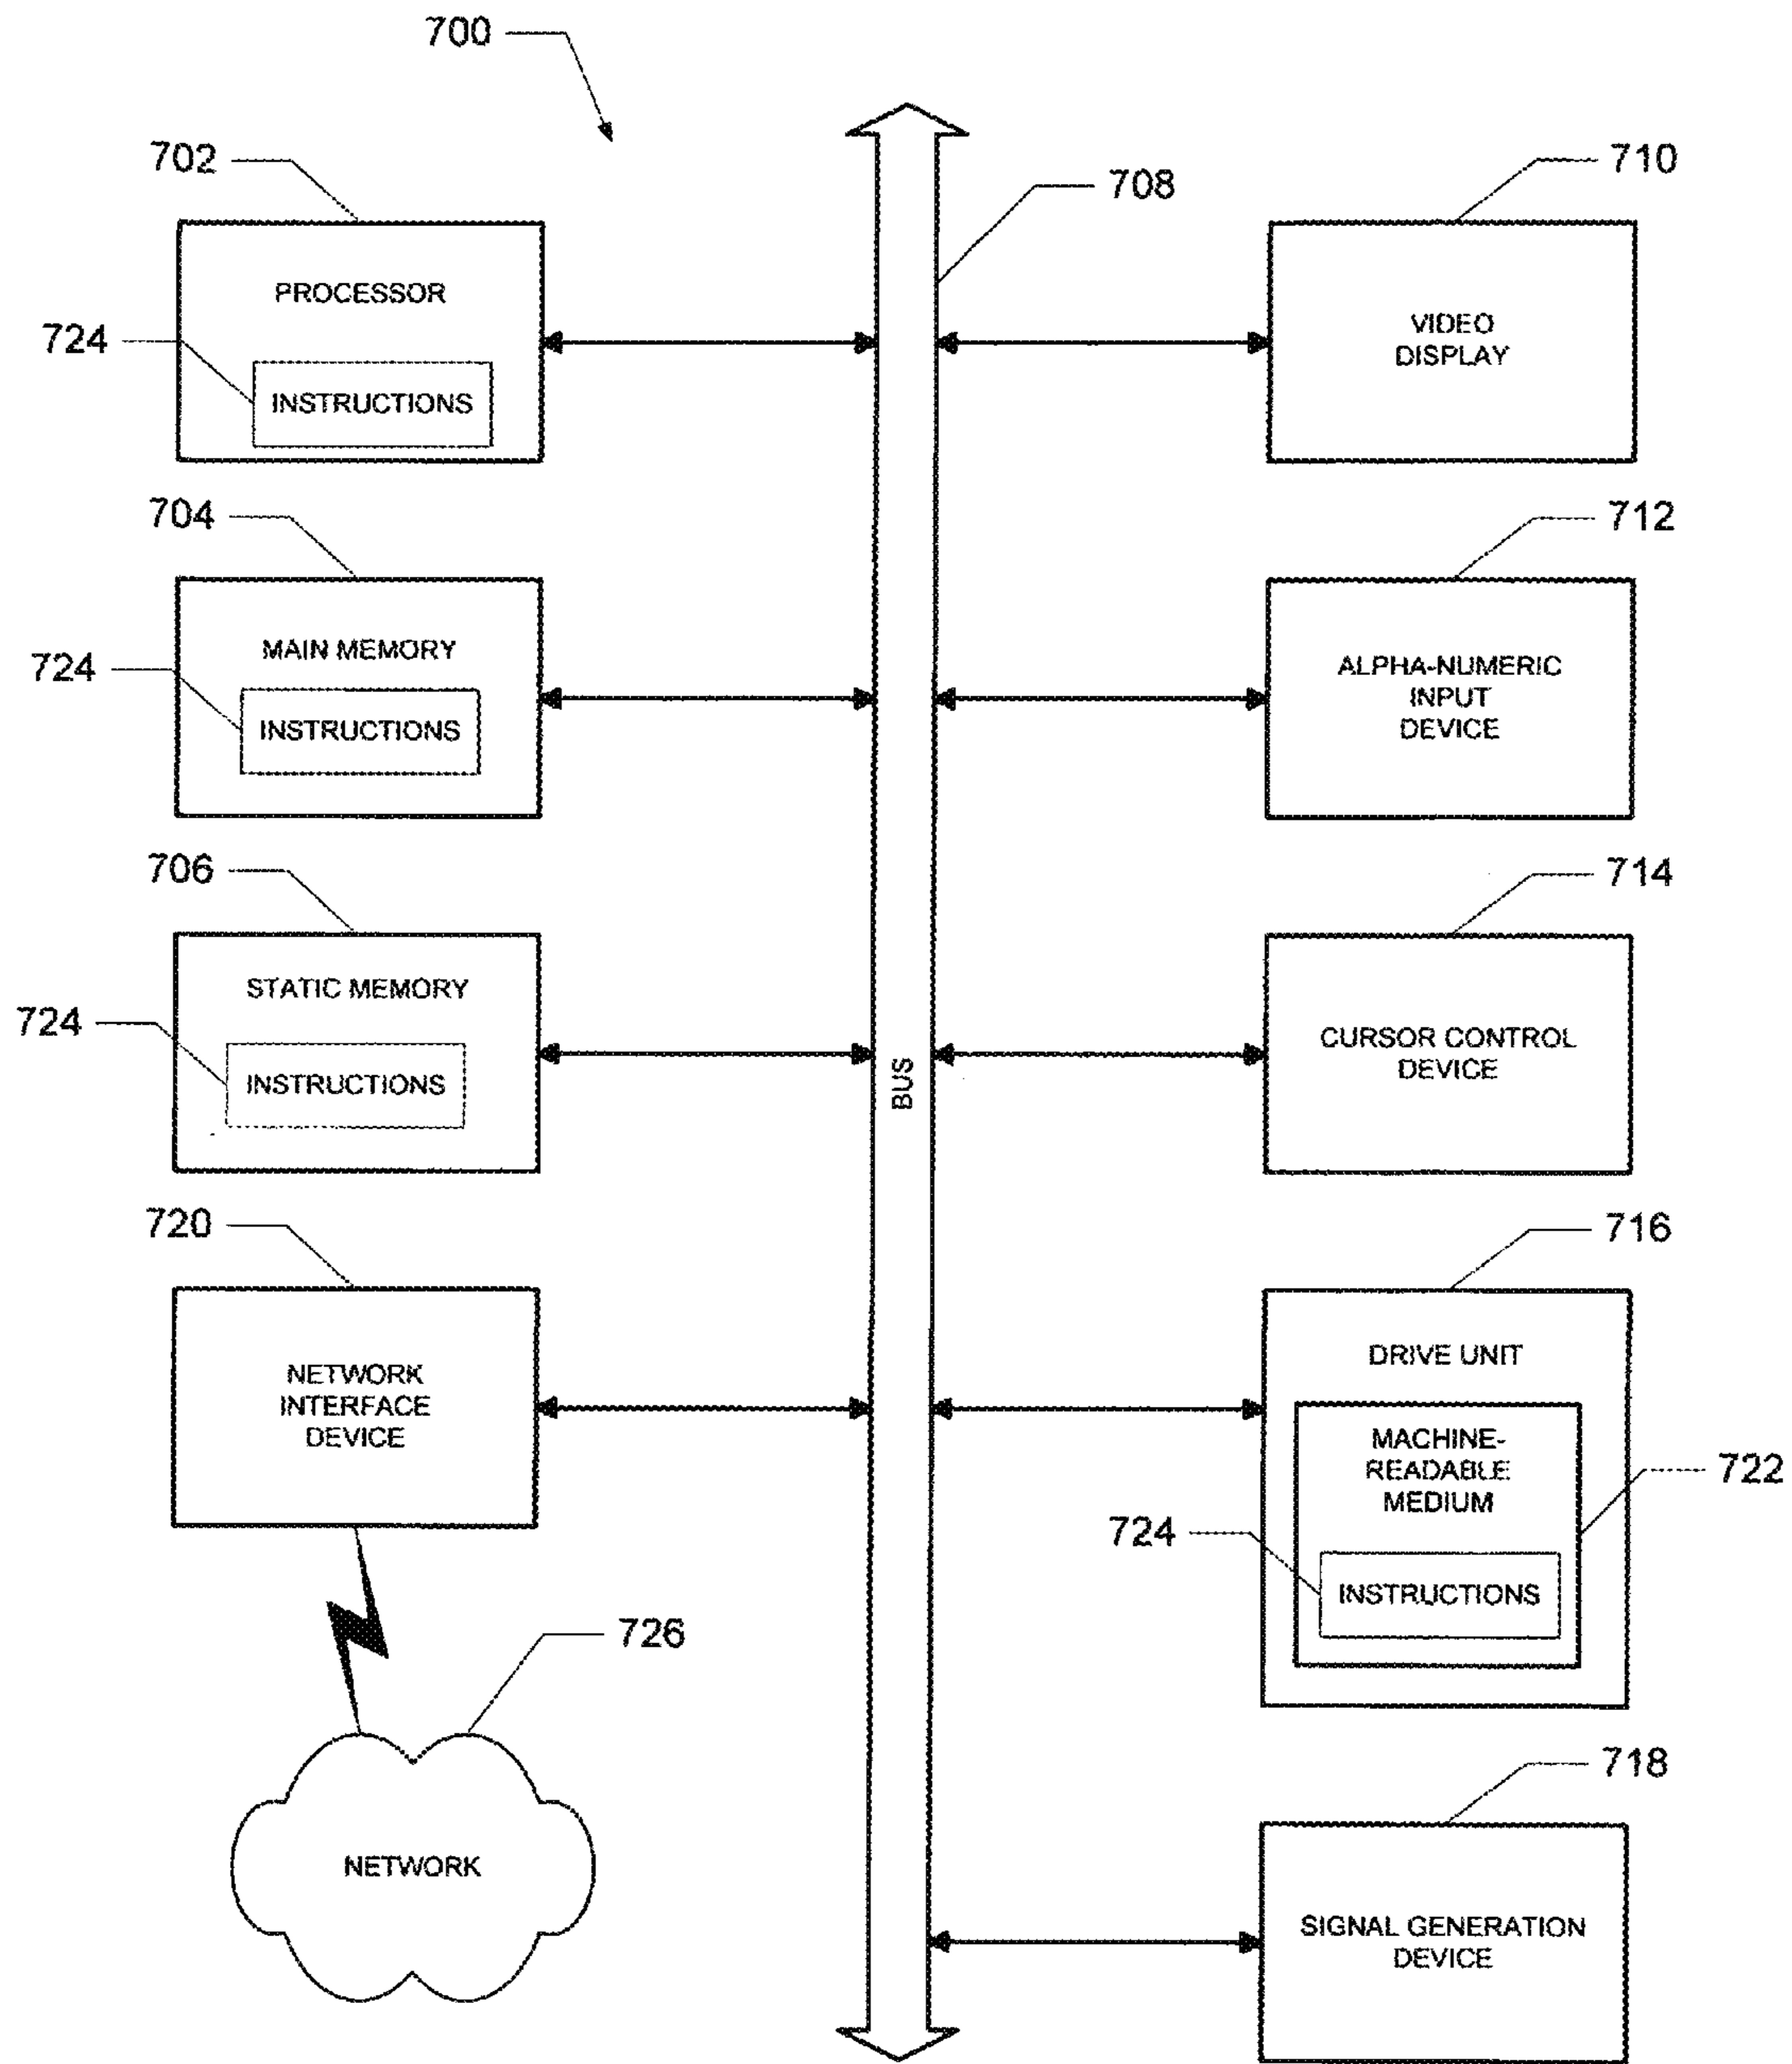 700
702
708
710
PROCESSOR
724
INSTRUCTIONS
VIDEO
DISPLAY
704
712
MAIN MEMORY
724
INSTRUCTIONS
ALPHA-NUMERIC
INPUT
DEVICE
706
714
STATIC MEMORY
724
INSTRUCTIONS
BUS
CURSOR CONTROL
DEVICE
720
716
NETWORK
INTERFACE
DEVICE
DRIVE UNIT
MACHINE-
READABLE
MEDIUM
722
724
INSTRUCTIONS
726
NETWORK
718
SIGNAL GENERATION
DEVICE